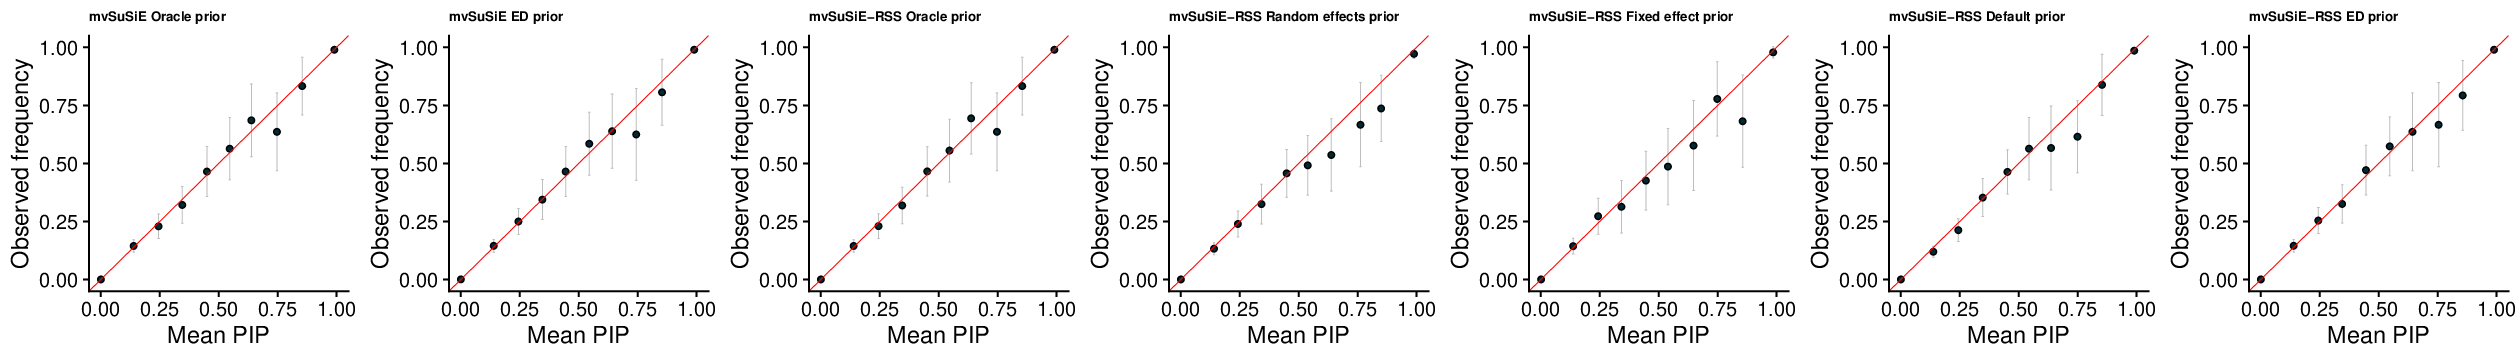 mvSuSiE Oracle prior
Observed frequency
1.00
0.75
0.50
0.25
0.00
0.00 0.25 0.50 0.75 1.00
Mean PIP
mvSuSiE ED prior
Observed frequency
1.00
0.75
0.50
0.25
0.00
0.00 0.25 0.50 0.75 1.00
Mean PIP
mvSuSiE−RSS Oracle prior
Observed frequency
1.00
0.75
0.50
0.25
0.00
0.00 0.25 0.50 0.75 1.00
Mean PIP
mvSuSiE−RSS Random effects prior
Observed frequency
1.00
0.75
0.50
0.25
0.00
0.00 0.25 0.50 0.75 1.00
Mean PIP
mvSuSiE−RSS Fixed effect prior
Observed frequency
1.00
0.75
0.50
0.25
0.00
0.00 0.25 0.50 0.75 1.00
Mean PIP
mvSuSiE−RSS Default prior
Observed frequency
1.00
0.75
0.50
0.25
0.00
0.00 0.25 0.50 0.75 1.00
Mean PIP
mvSuSiE−RSS ED prior
Observed frequency
1.00
0.75
0.50
0.25
0.00
0.00 0.25 0.50 0.75 1.00
Mean PIP